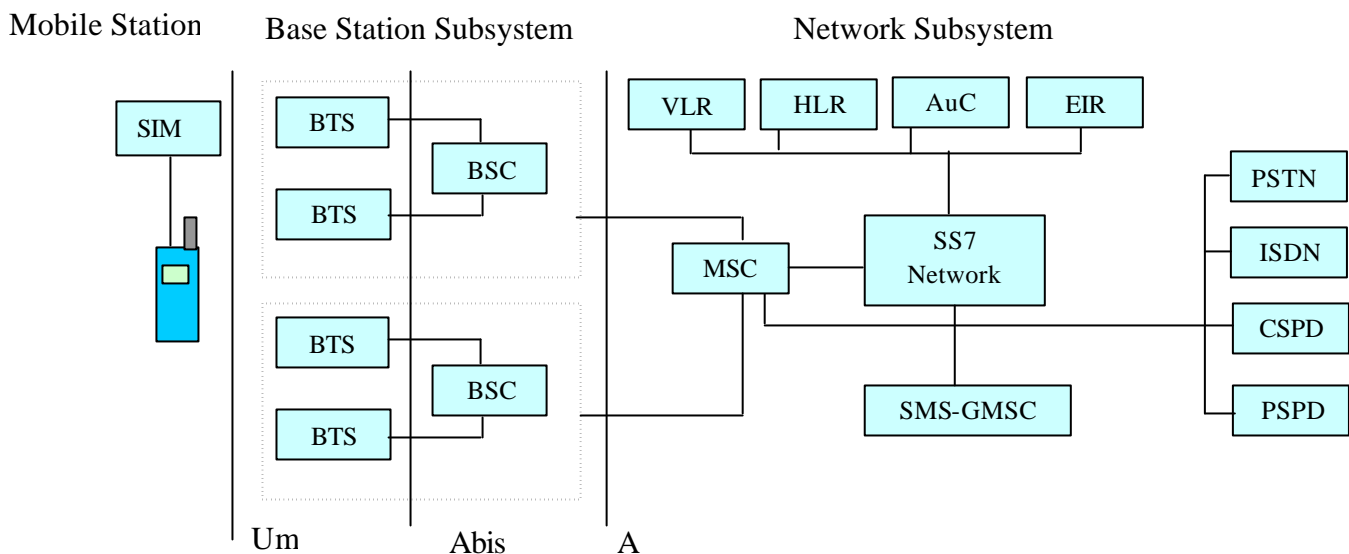 Mobile Station
Base Station Subsystem
Network Subsystem
SIM
BTS
BTS
BSC
BTS
BTS
BSC
VLR
HLR
AuC
EIR
MSC
SS7
Network
SMS-GMSC
PSTN
ISDN
CSPD
PSPD
Um
Abis
A